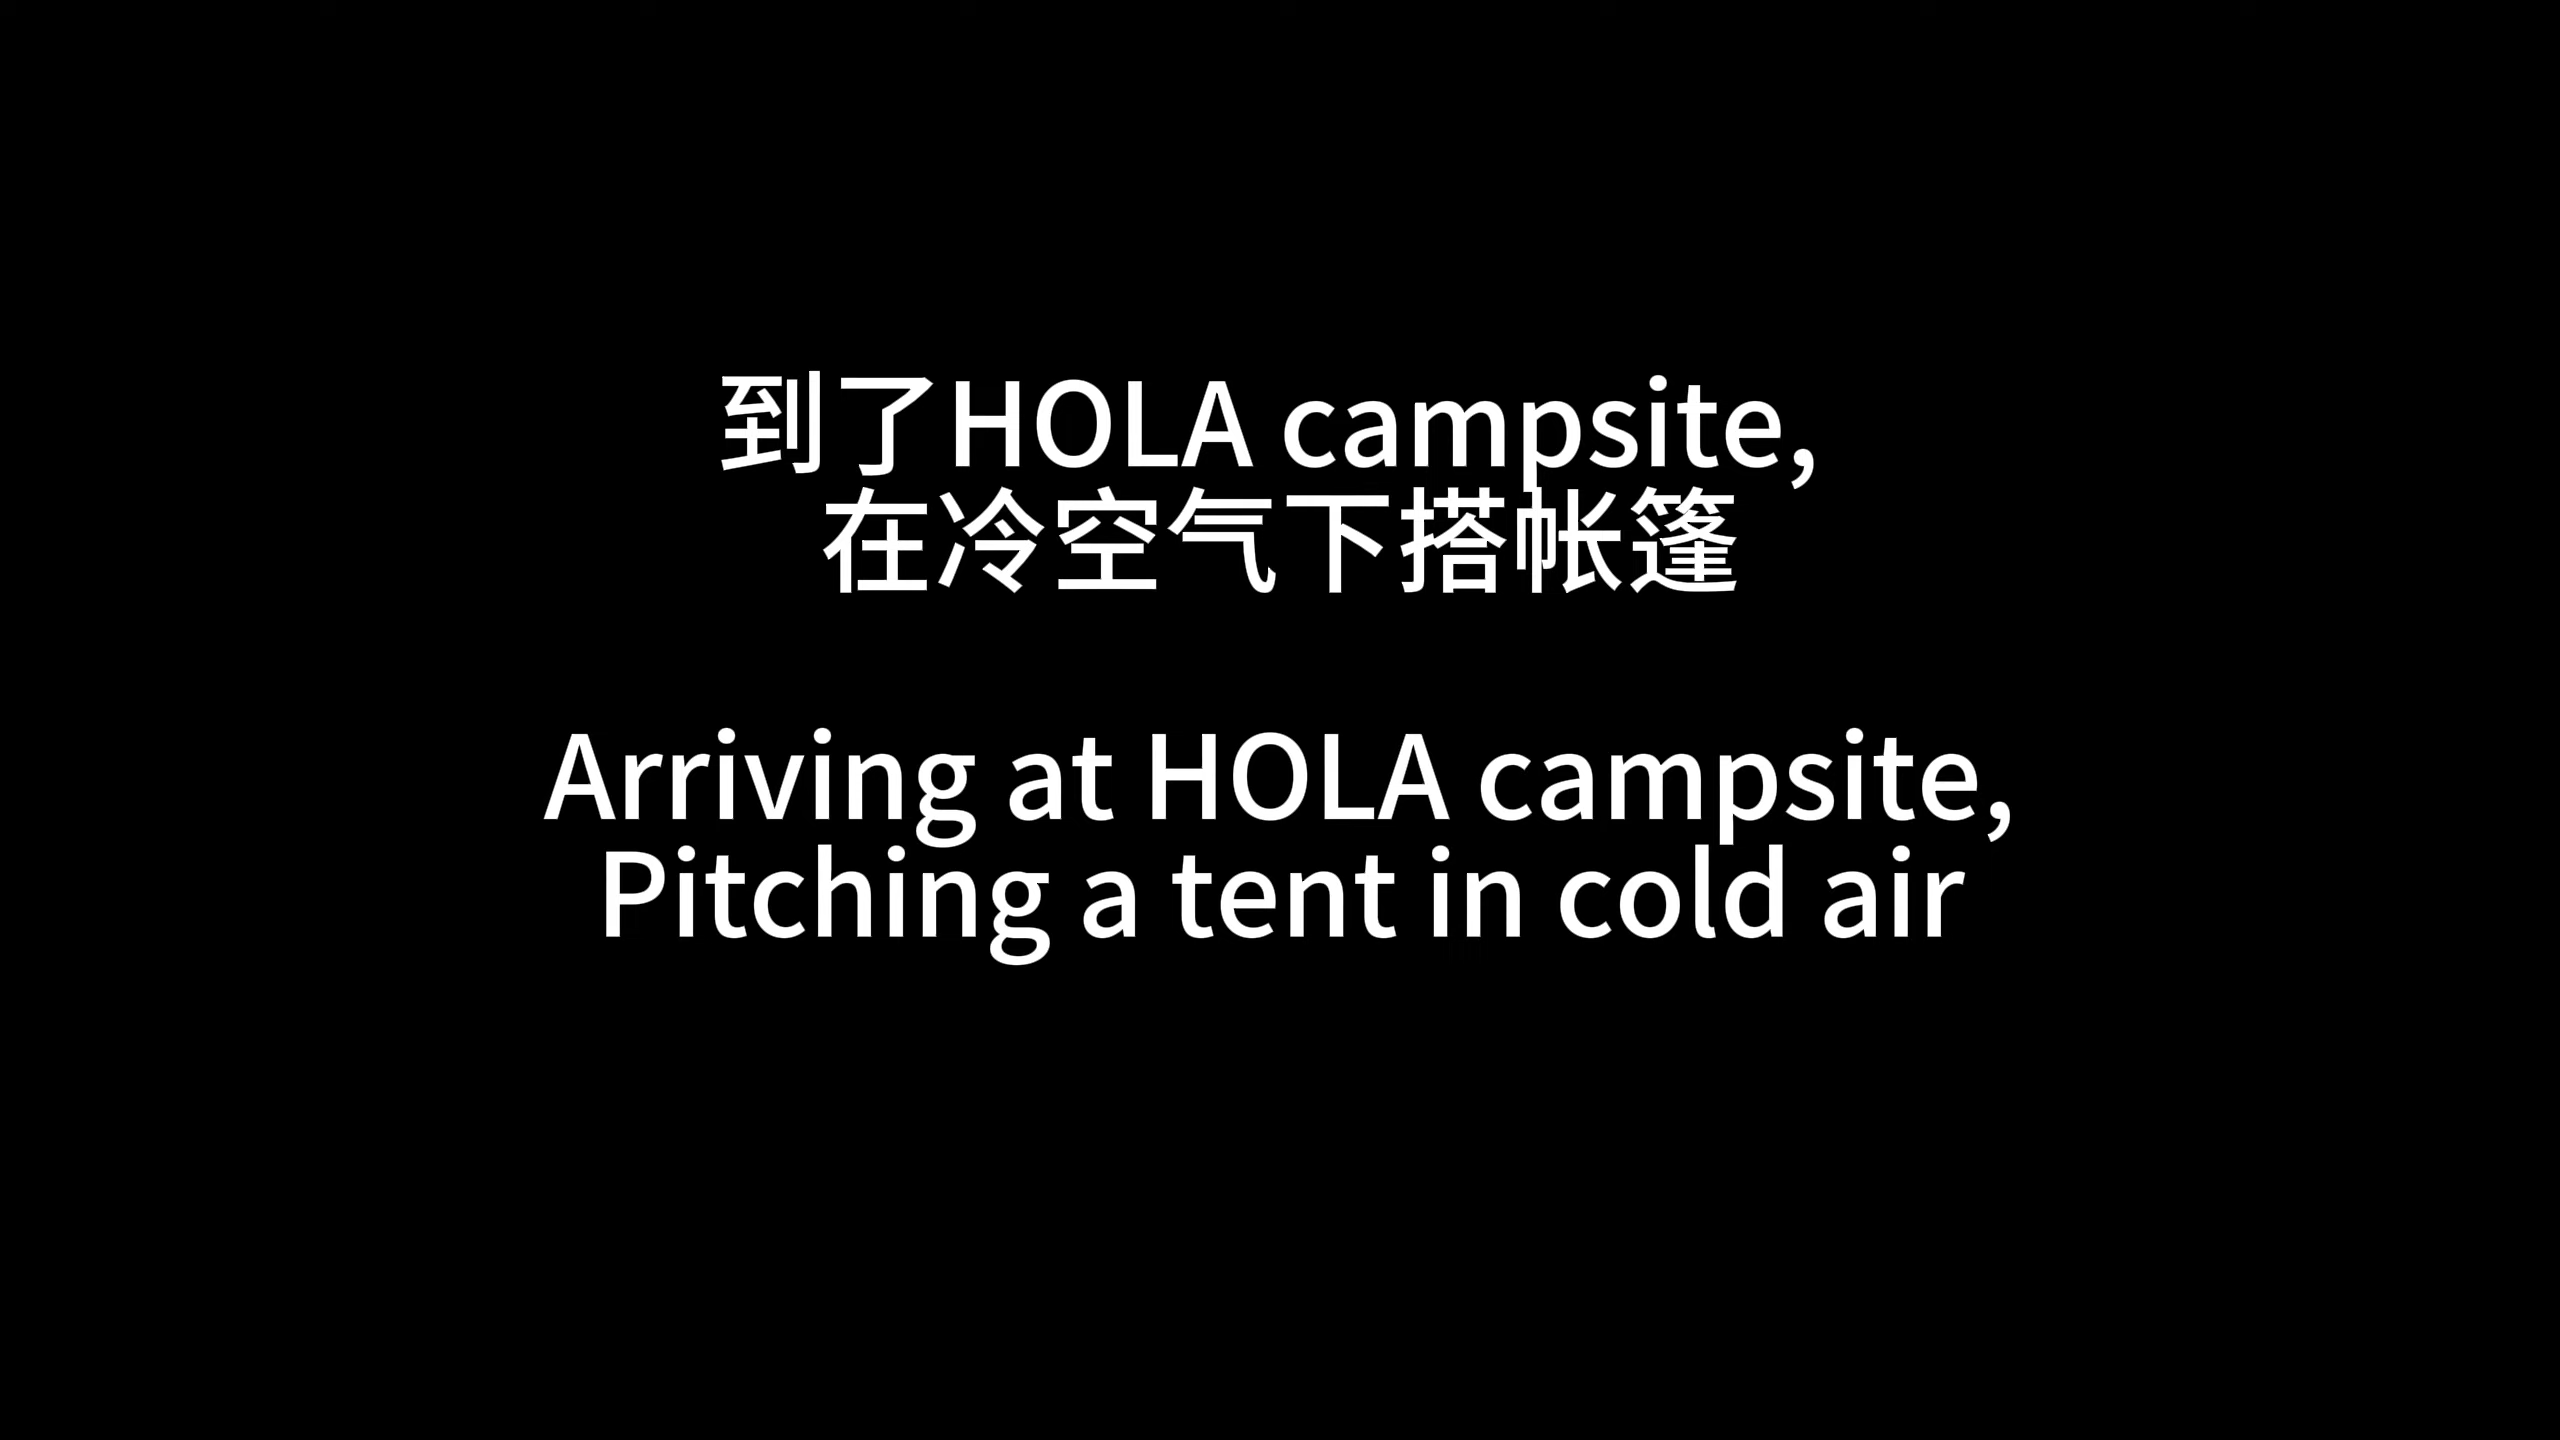 到了HOLA campsite,
在冷空气下搭帐篷
Arriving at HOLA campsite,
Pitching a tent in cold air